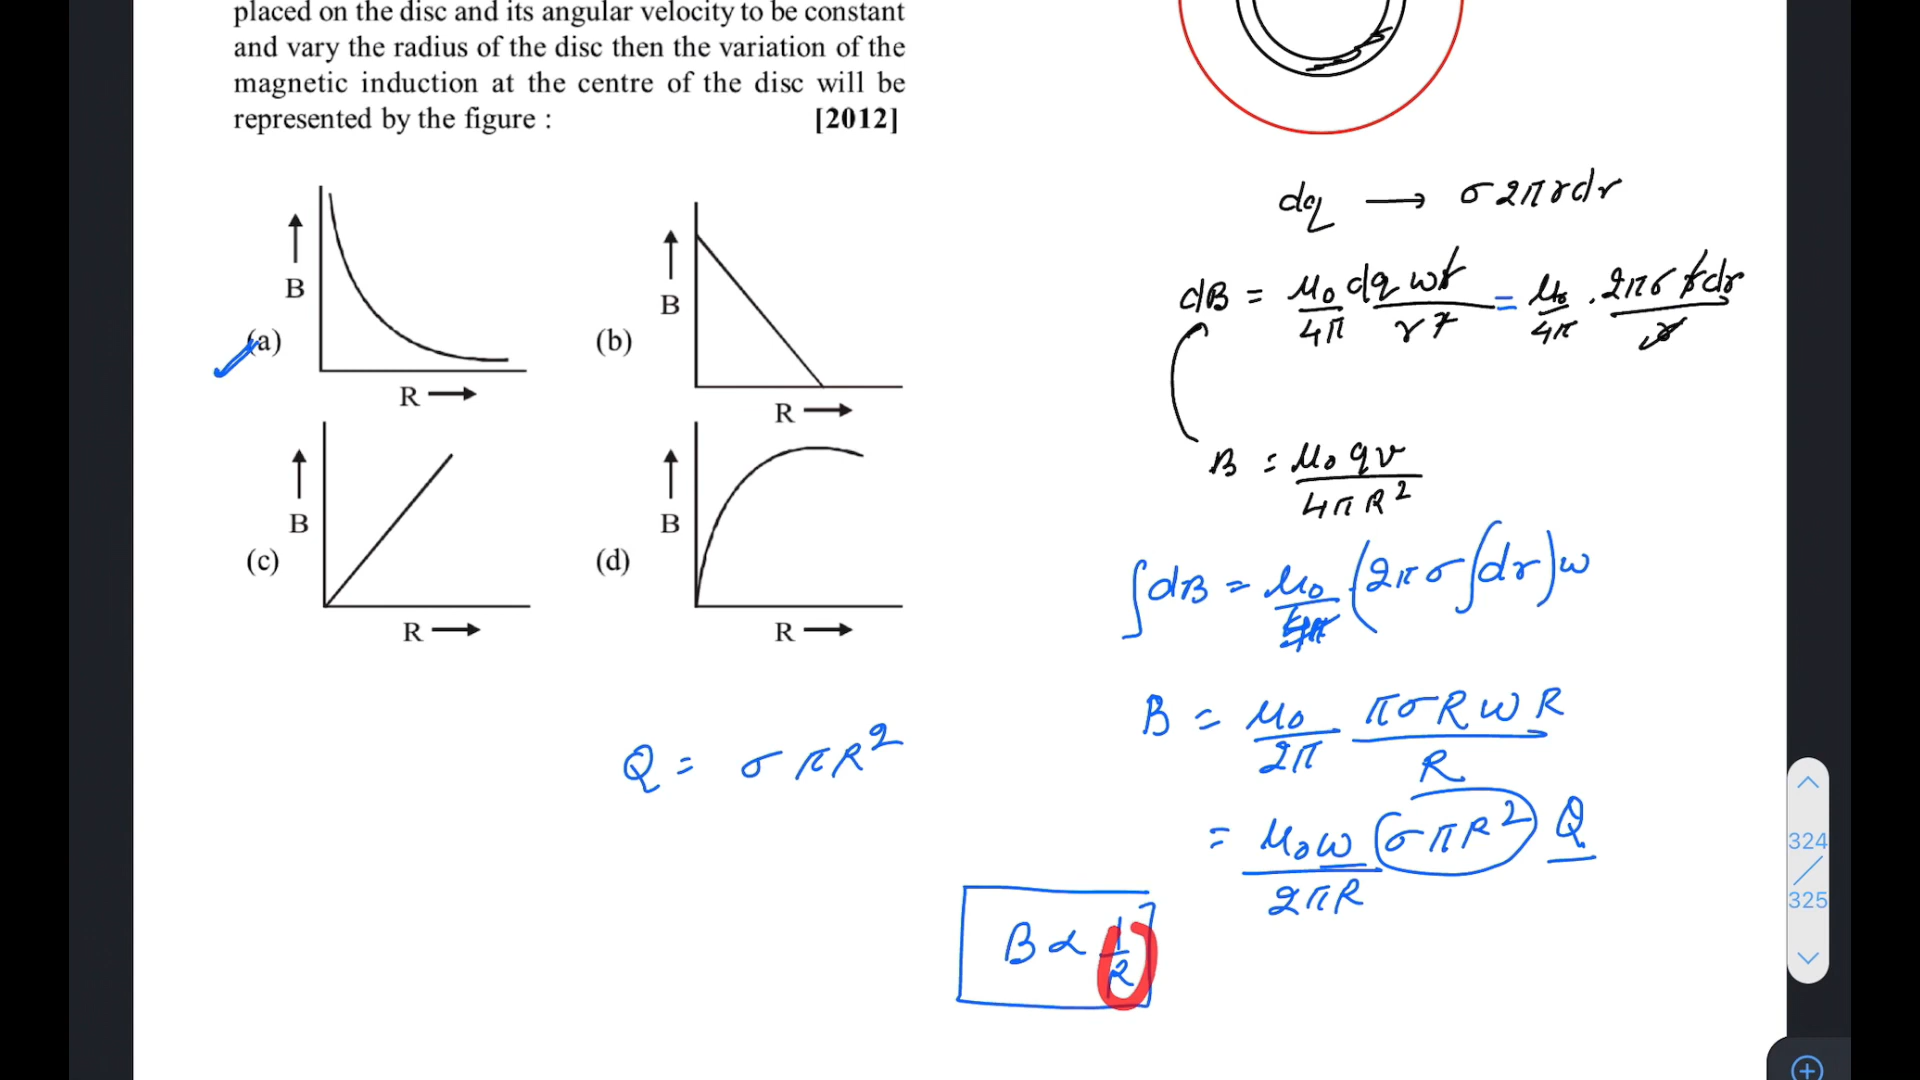 placed on the disc and its angular velocity to be constant
and vary the radius of the disc then the variation of the
magnetic induction at the centre of the disc will be
represented by the figure : [2012]
B
(a)
R
B
(b)
R
B
(c)
R
B
(d)
R
dq → σ2πrdr
dB = μ₀/4π dq ωr/r² = μ₀/4π . 2πσrdr/r
B = μ₀qv/4πR²
∫dB = μ₀/4π (2πσ∫dr)ω
B = μ₀/2π πσRωR/R
Q = σπR²
= μ₀ω(σπR²)/2πR Q
B ∝ 1/R
324
325